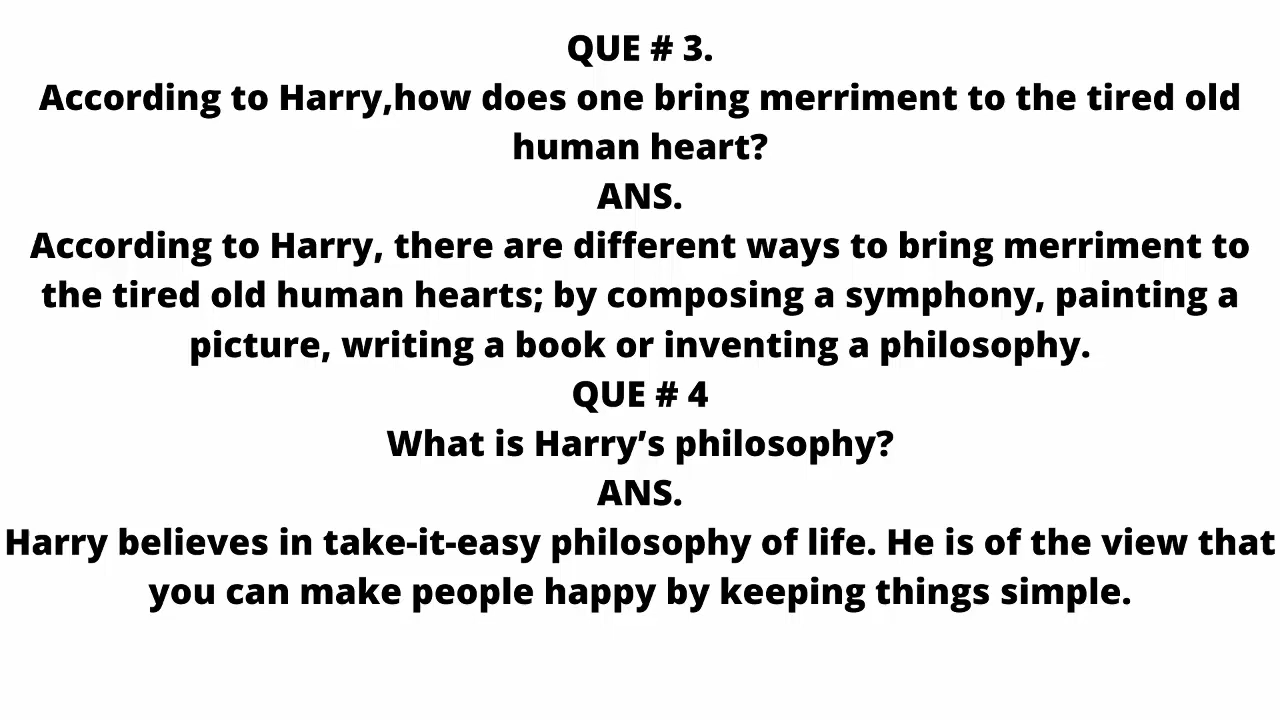 QUE # 3.
According to Harry,how does one bring merriment to the tired old
human heart?
ANS.
According to Harry, there are different ways to bring merriment to
the tired old human hearts; by composing a symphony, painting a
picture, writing a book or inventing a philosophy.
QUE # 4
What is Harry’s philosophy?
ANS.
Harry believes in take-it-easy philosophy of life. He is of the view that
you can make people happy by keeping things simple.